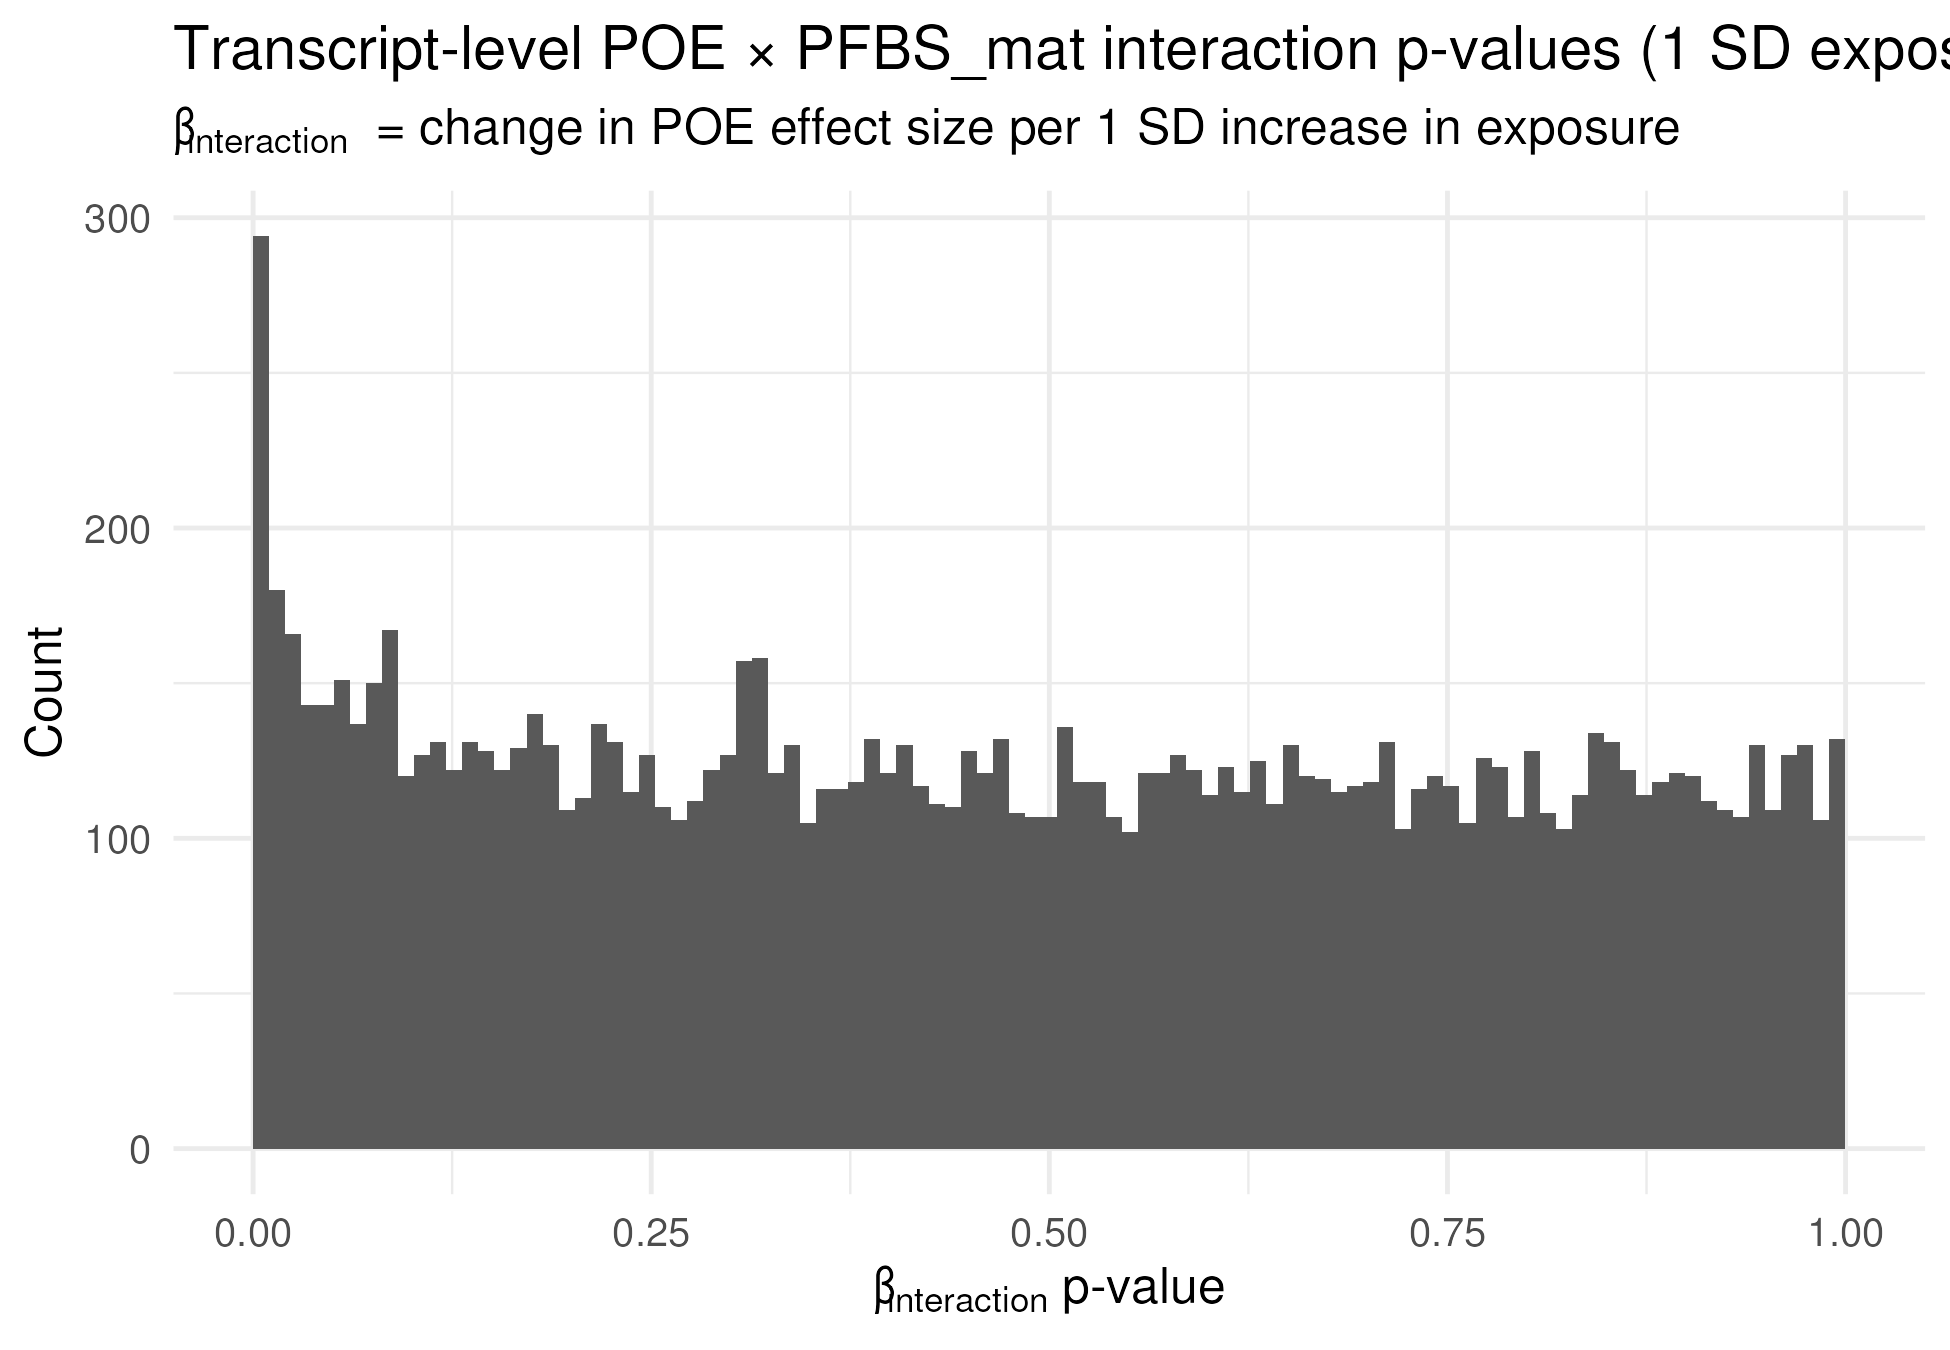 Transcript-level POE × PFBS_mat interaction p-values (1 SD expos
βinteraction = change in POE effect size per 1 SD increase in exposure
300
200
100
0
Count
0.00 0.25 0.50 0.75 1.00
βinteraction p-value